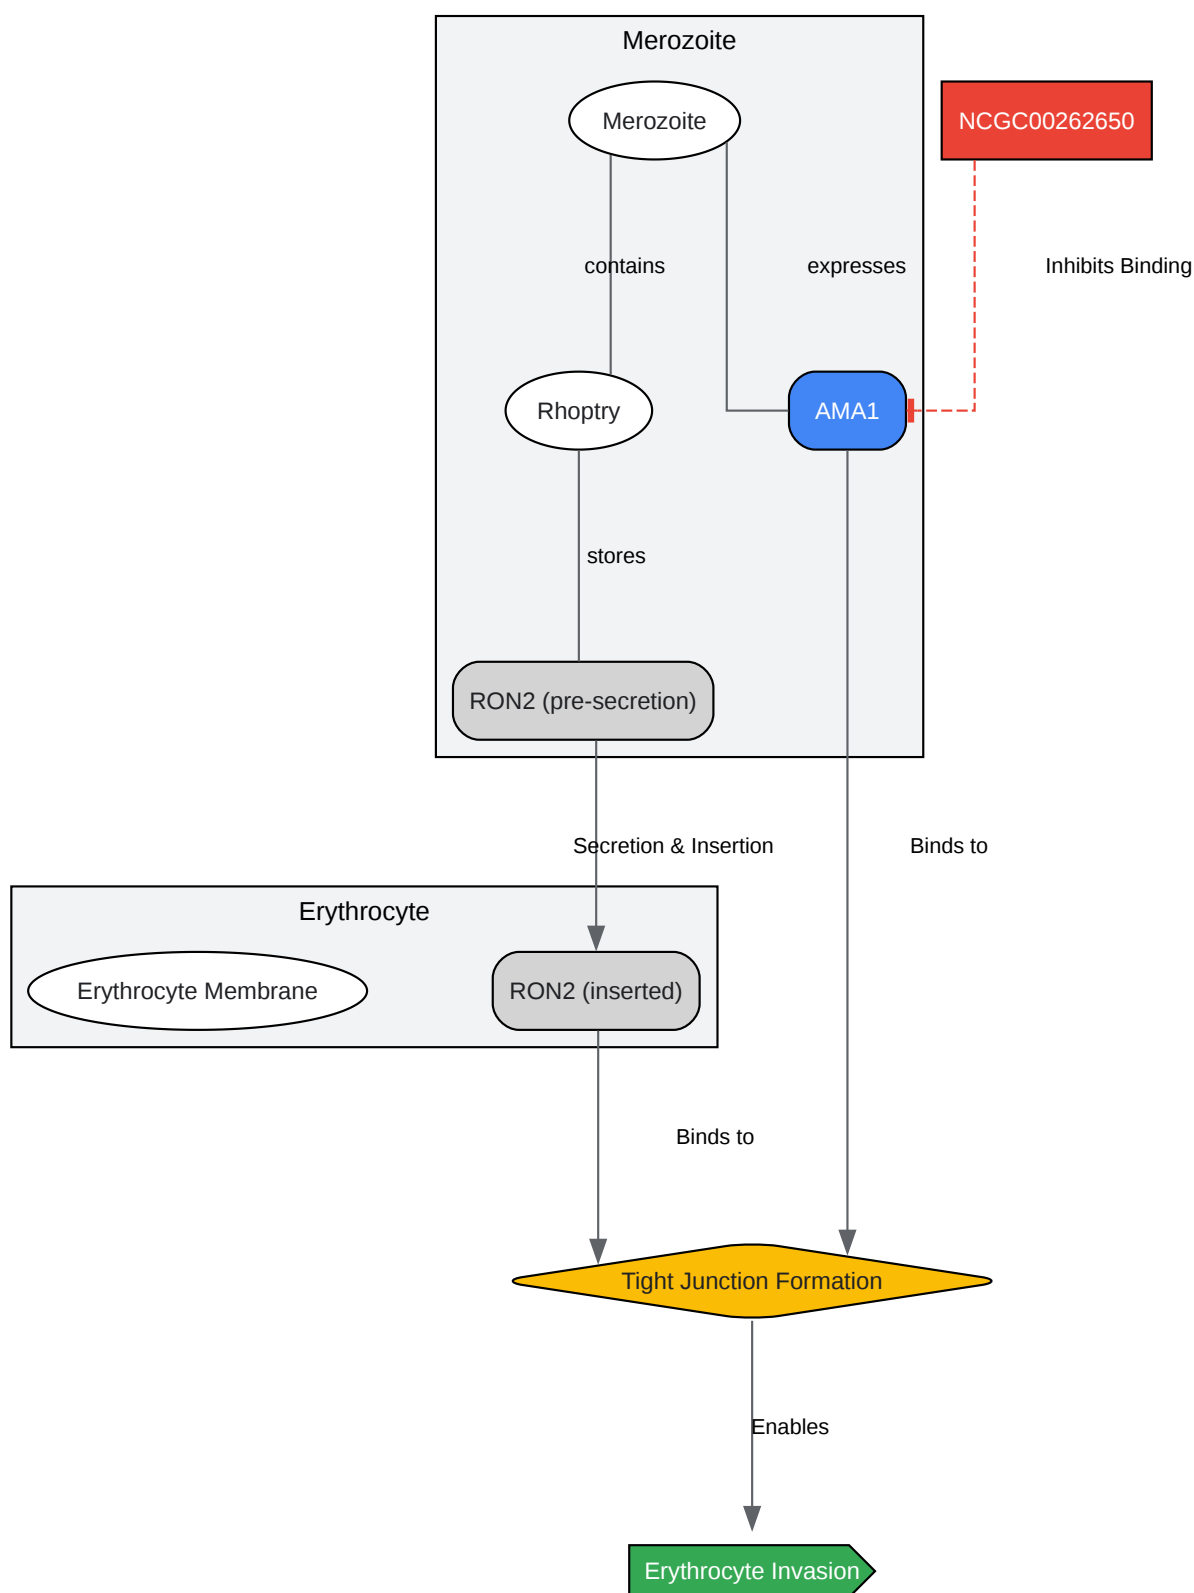 Merozoite
Merozoite
NCGC00262650
contains
expresses
Inhibits Binding
Rhoptry
AMA1
stores
RON2 (pre-secretion)
Secretion & Insertion
Binds to
Erythrocyte
Erythrocyte Membrane
RON2 (inserted)
Binds to
Tight Junction Formation
Enables
Erythrocyte Invasion